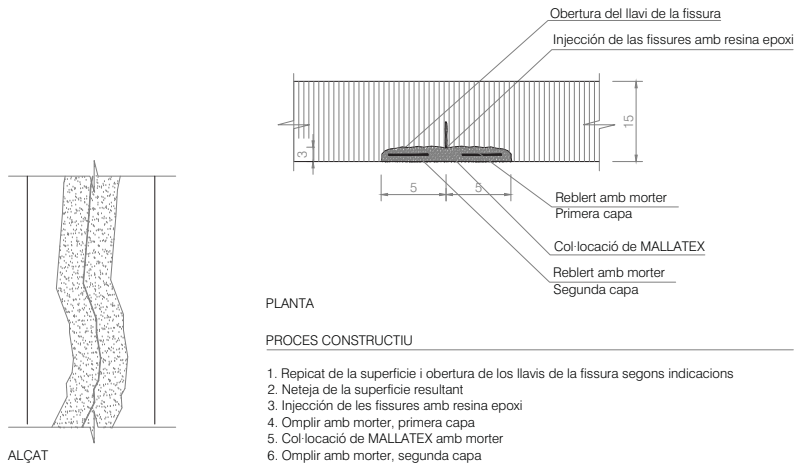 Obertura del llavi de la fissura
Injección de las fissures amb resina epoxi
15
3
5
5
Reblert amb morter
Primera capa
Col·locació de MALLATEX
Reblert amb morter
Segunda capa
PLANTA
PROCES CONSTRUCTIU
1. Repicat de la superficie i obertura de los llavis de la fissura segons indicacions
2. Neteja de la superficie resultant
3. Injección de les fissures amb resina epoxi
4. Omplir amb morter, primera capa
5. Col·locació de MALLATEX amb morter
6. Omplir amb morter, segunda capa
ALÇAT